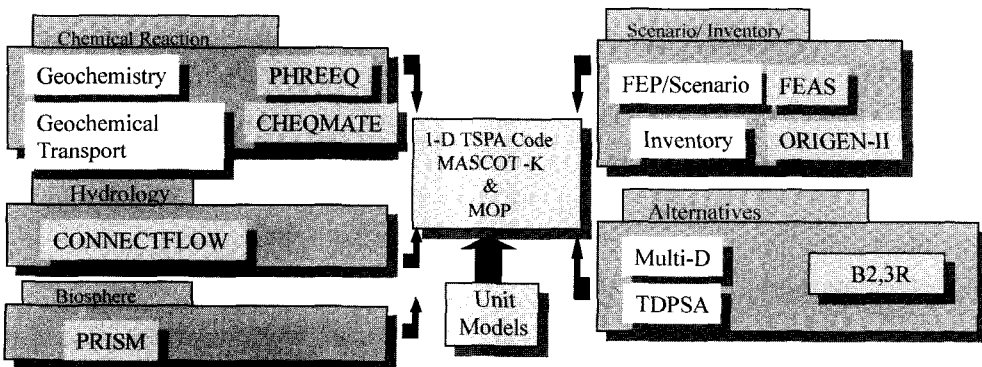 Chemical Reaction
Geochemistry
PHREEQ
Geochemical
Transport
CHEQMATE
Hydrology
CONNECTFLOW
Biosphere
PRISM
1-D TSPA Code
MASCOT -K
&
MOP
Unit
Models
Scenario/ Inventory
FEP/Scenario
FEAS
Inventory
ORIGEN-II
Alternatives
Multi-D
TDPSA
B2,3R